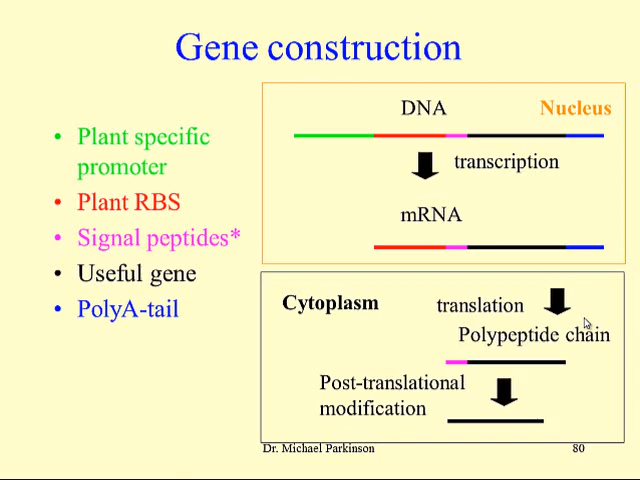 Gene construction
• Plant specific
promoter
• Plant RBS
• Signal peptides*
• Useful gene
• PolyA-tail
DNA
Nucleus
transcription
mRNA
Cytoplasm
translation
Polypeptide chain
Post-translational
modification
Dr. Michael Parkinson
80